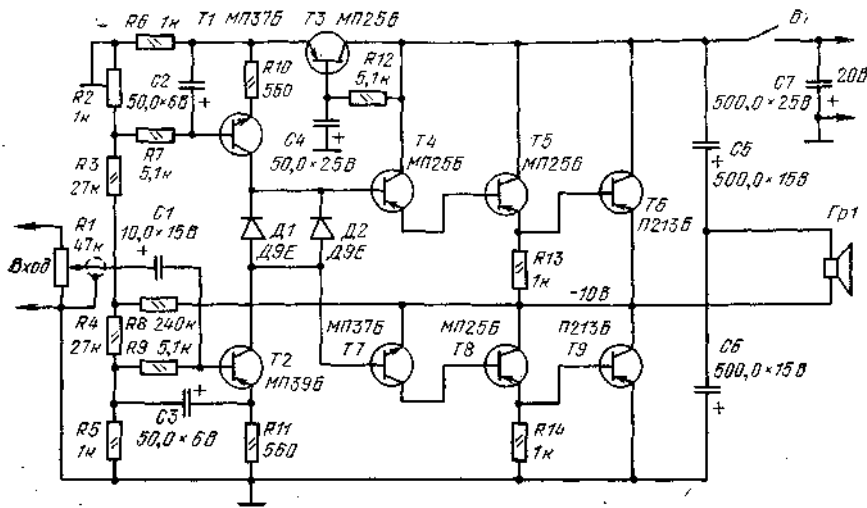 R6 1к
Т1 МП37Б
Т3 МП25Б
В1
R2
1к
С2
50,0×6В
R10
560
R12
5,1к
С7
500,0×25В
20В
R7
5,1к
С4
50,0×25В
R3
27к
Т4
МП25Б
Т5
МП25Б
Т6
П213Б
С5
500,0×15В
R1
47к
Вход
С1
10,0×15В
Д1
Д9Е
Д2
Д9Е
R13
1к
Гр1
−10В
R4
27к
R8 240к
R9 5,1к
Т2
МП39Б
МП37Б
Т7
МП25Б
Т8
П213Б
Т9
С6
500,0×15В
R5
1к
С3
50,0×6В
R11
560
R14
1к